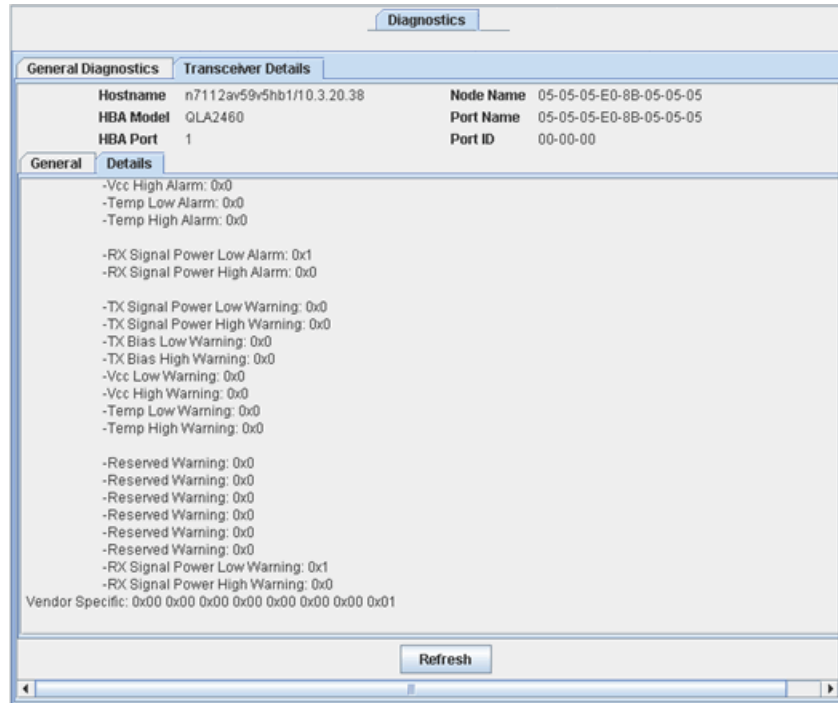 Diagnostics
General Diagnostics Transceiver Details
Hostname n7112av59v5hb1/10.3.20.38 Node Name 05-05-05-E0-8B-05-05-05
HBA Model QLA2460 Port Name 05-05-05-E0-8B-05-05-05
HBA Port 1 Port ID 00-00-00
General Details
-Vcc High Alarm: 0x0
-Temp Low Alarm: 0x0
-Temp High Alarm: 0x0
-RX Signal Power Low Alarm: 0x1
-RX Signal Power High Alarm: 0x0
-TX Signal Power Low Warning: 0x0
-TX Signal Power High Warning: 0x0
-TX Bias Low Warning: 0x0
-TX Bias High Warning: 0x0
-Vcc Low Warning: 0x0
-Vcc High Warning: 0x0
-Temp Low Warning: 0x0
-Temp High Warning: 0x0
-Reserved Warning: 0x0
-Reserved Warning: 0x0
-Reserved Warning: 0x0
-Reserved Warning: 0x0
-Reserved Warning: 0x0
-Reserved Warning: 0x0
-RX Signal Power Low Warning: 0x1
-RX Signal Power High Warning: 0x0
Vendor Specific: 0x00 0x00 0x00 0x00 0x00 0x00 0x00 0x01
Refresh